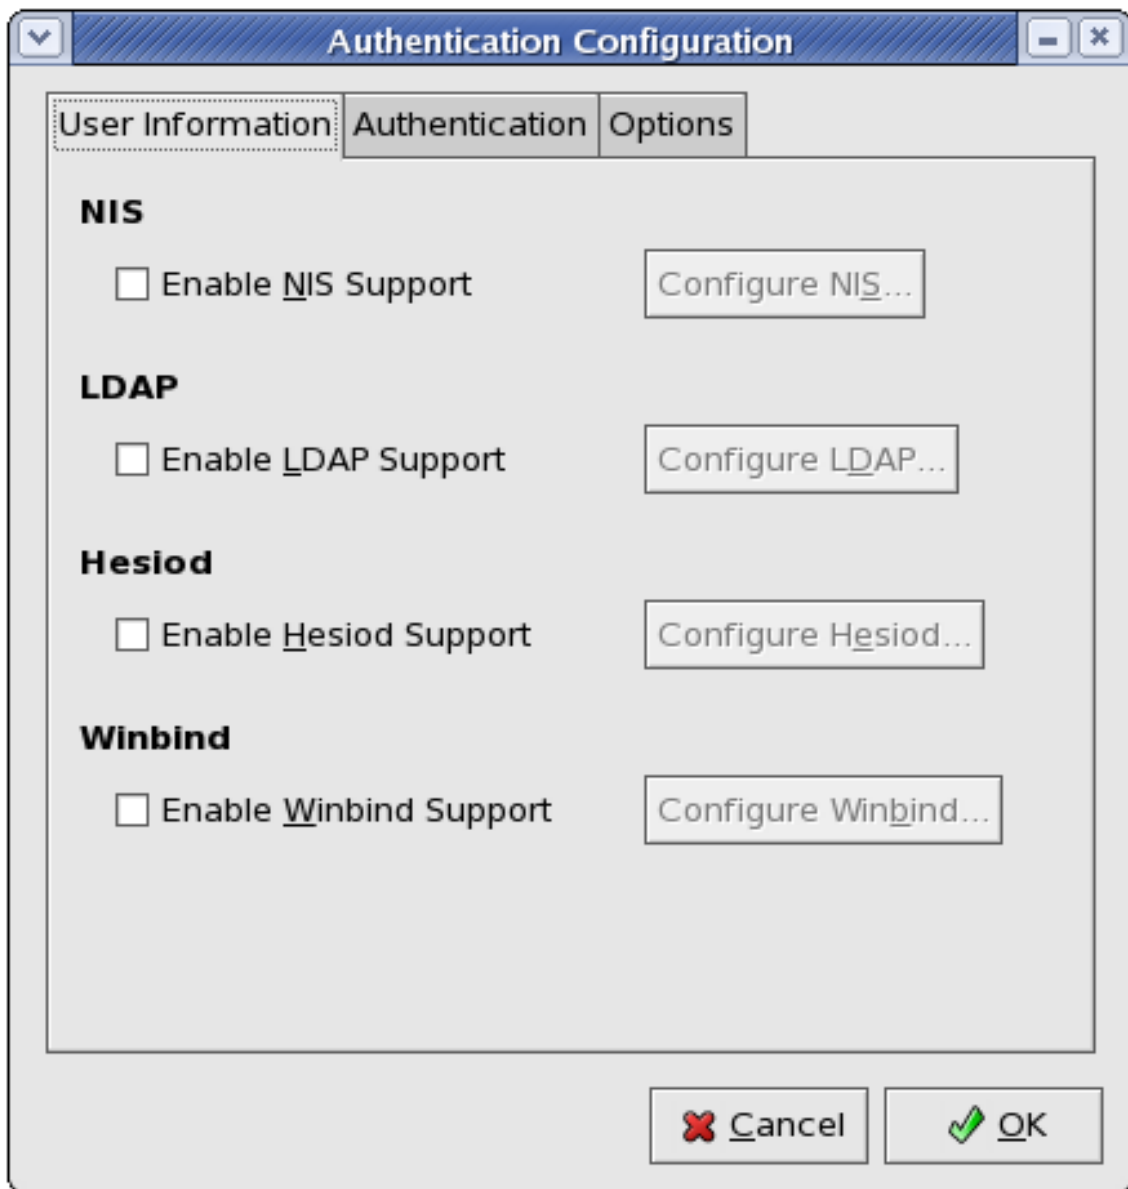 Authentication Configuration
User Information Authentication Options
NIS
Enable NIS Support Configure NIS...
LDAP
Enable LDAP Support Configure LDAP...
Hesiod
Enable Hesiod Support Configure Hesiod...
Winbind
Enable Winbind Support Configure Winbind...
Cancel OK